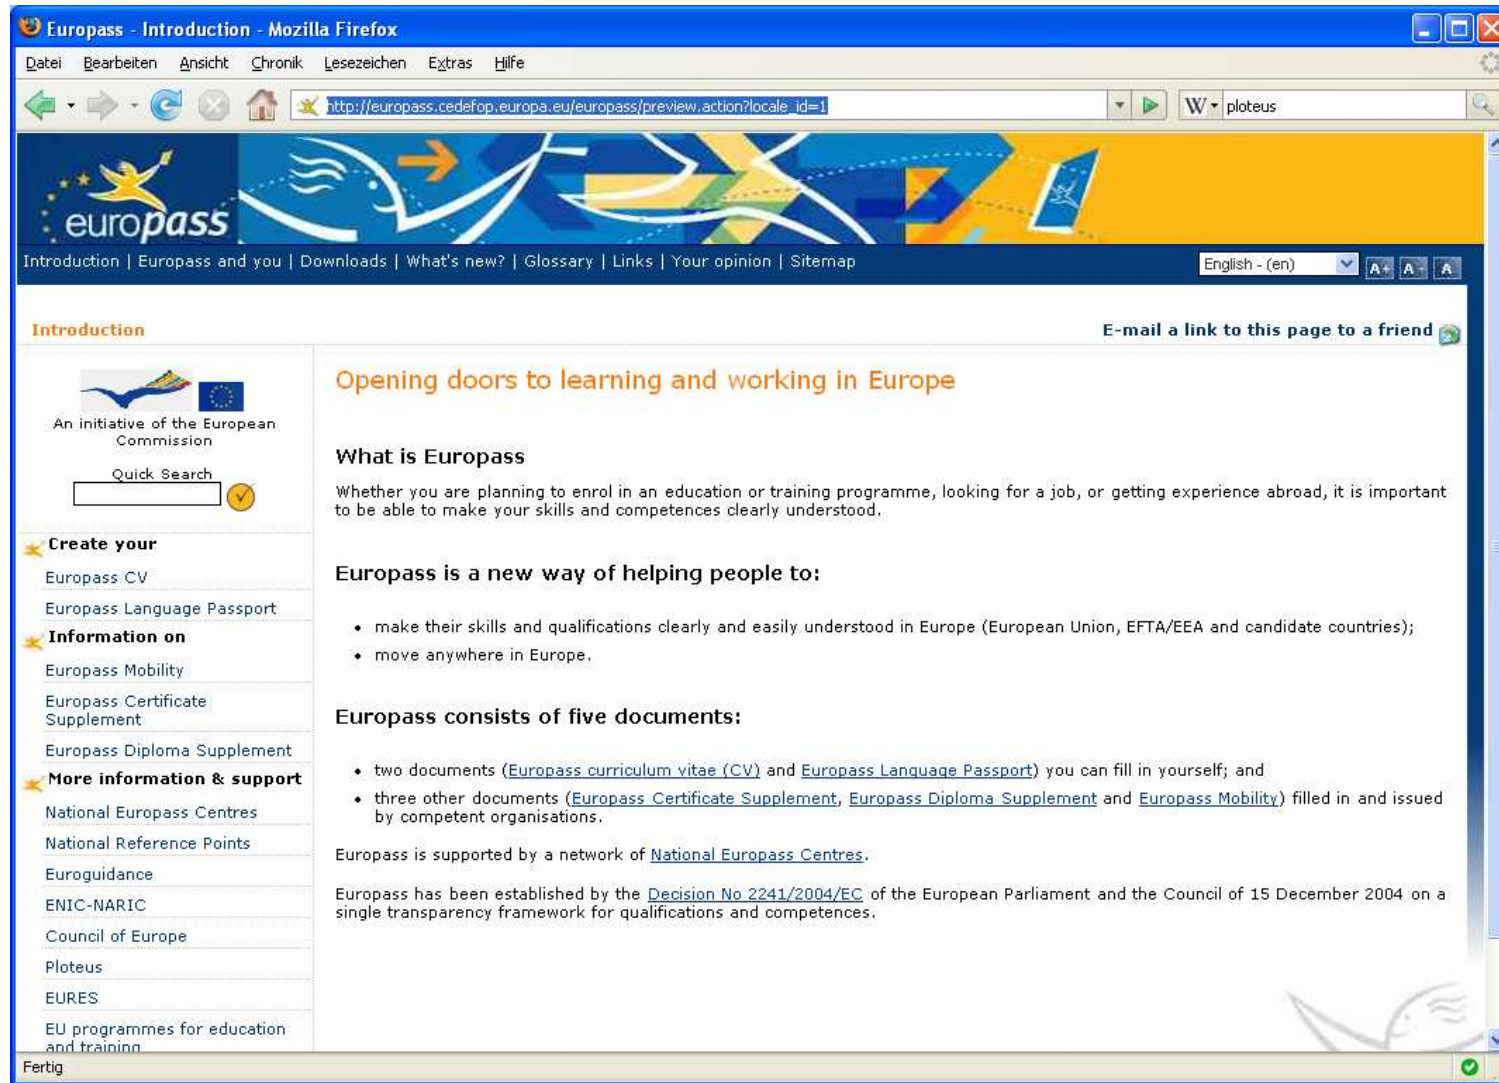 Europass - Introduction - Mozilla Firefox
Datei Bearbeiten Ansicht Chronik Lesezeichen Extras Hilfe
http://europass.cedefop.europa.eu/europass/preview.action?locale_id=1
W ploteus
europass
Introduction | Europass and you | Downloads | What's new? | Glossary | Links | Your opinion | Sitemap
English - (en) A+ A- A
Introduction
E-mail a link to this page to a friend
An initiative of the European
Commission
Quick Search
Create your
Europass CV
Europass Language Passport
Information on
Europass Mobility
Europass Certificate
Supplement
Europass Diploma Supplement
More information & support
National Europass Centres
National Reference Points
Euroguidance
ENIC-NARIC
Council of Europe
Ploteus
EURES
EU programmes for education
and training
Opening doors to learning and working in Europe
What is Europass
Whether you are planning to enrol in an education or training programme, looking for a job, or getting experience abroad, it is important
to be able to make your skills and competences clearly understood.
Europass is a new way of helping people to:
• make their skills and qualifications clearly and easily understood in Europe (European Union, EFTA/EEA and candidate countries);
• move anywhere in Europe.
Europass consists of five documents:
• two documents (Europass curriculum vitae (CV) and Europass Language Passport) you can fill in yourself; and
• three other documents (Europass Certificate Supplement, Europass Diploma Supplement and Europass Mobility) filled in and issued
by competent organisations.
Europass is supported by a network of National Europass Centres.
Europass has been established by the Decision No 2241/2004/EC of the European Parliament and the Council of 15 December 2004 on a
single transparency framework for qualifications and competences.
Fertig